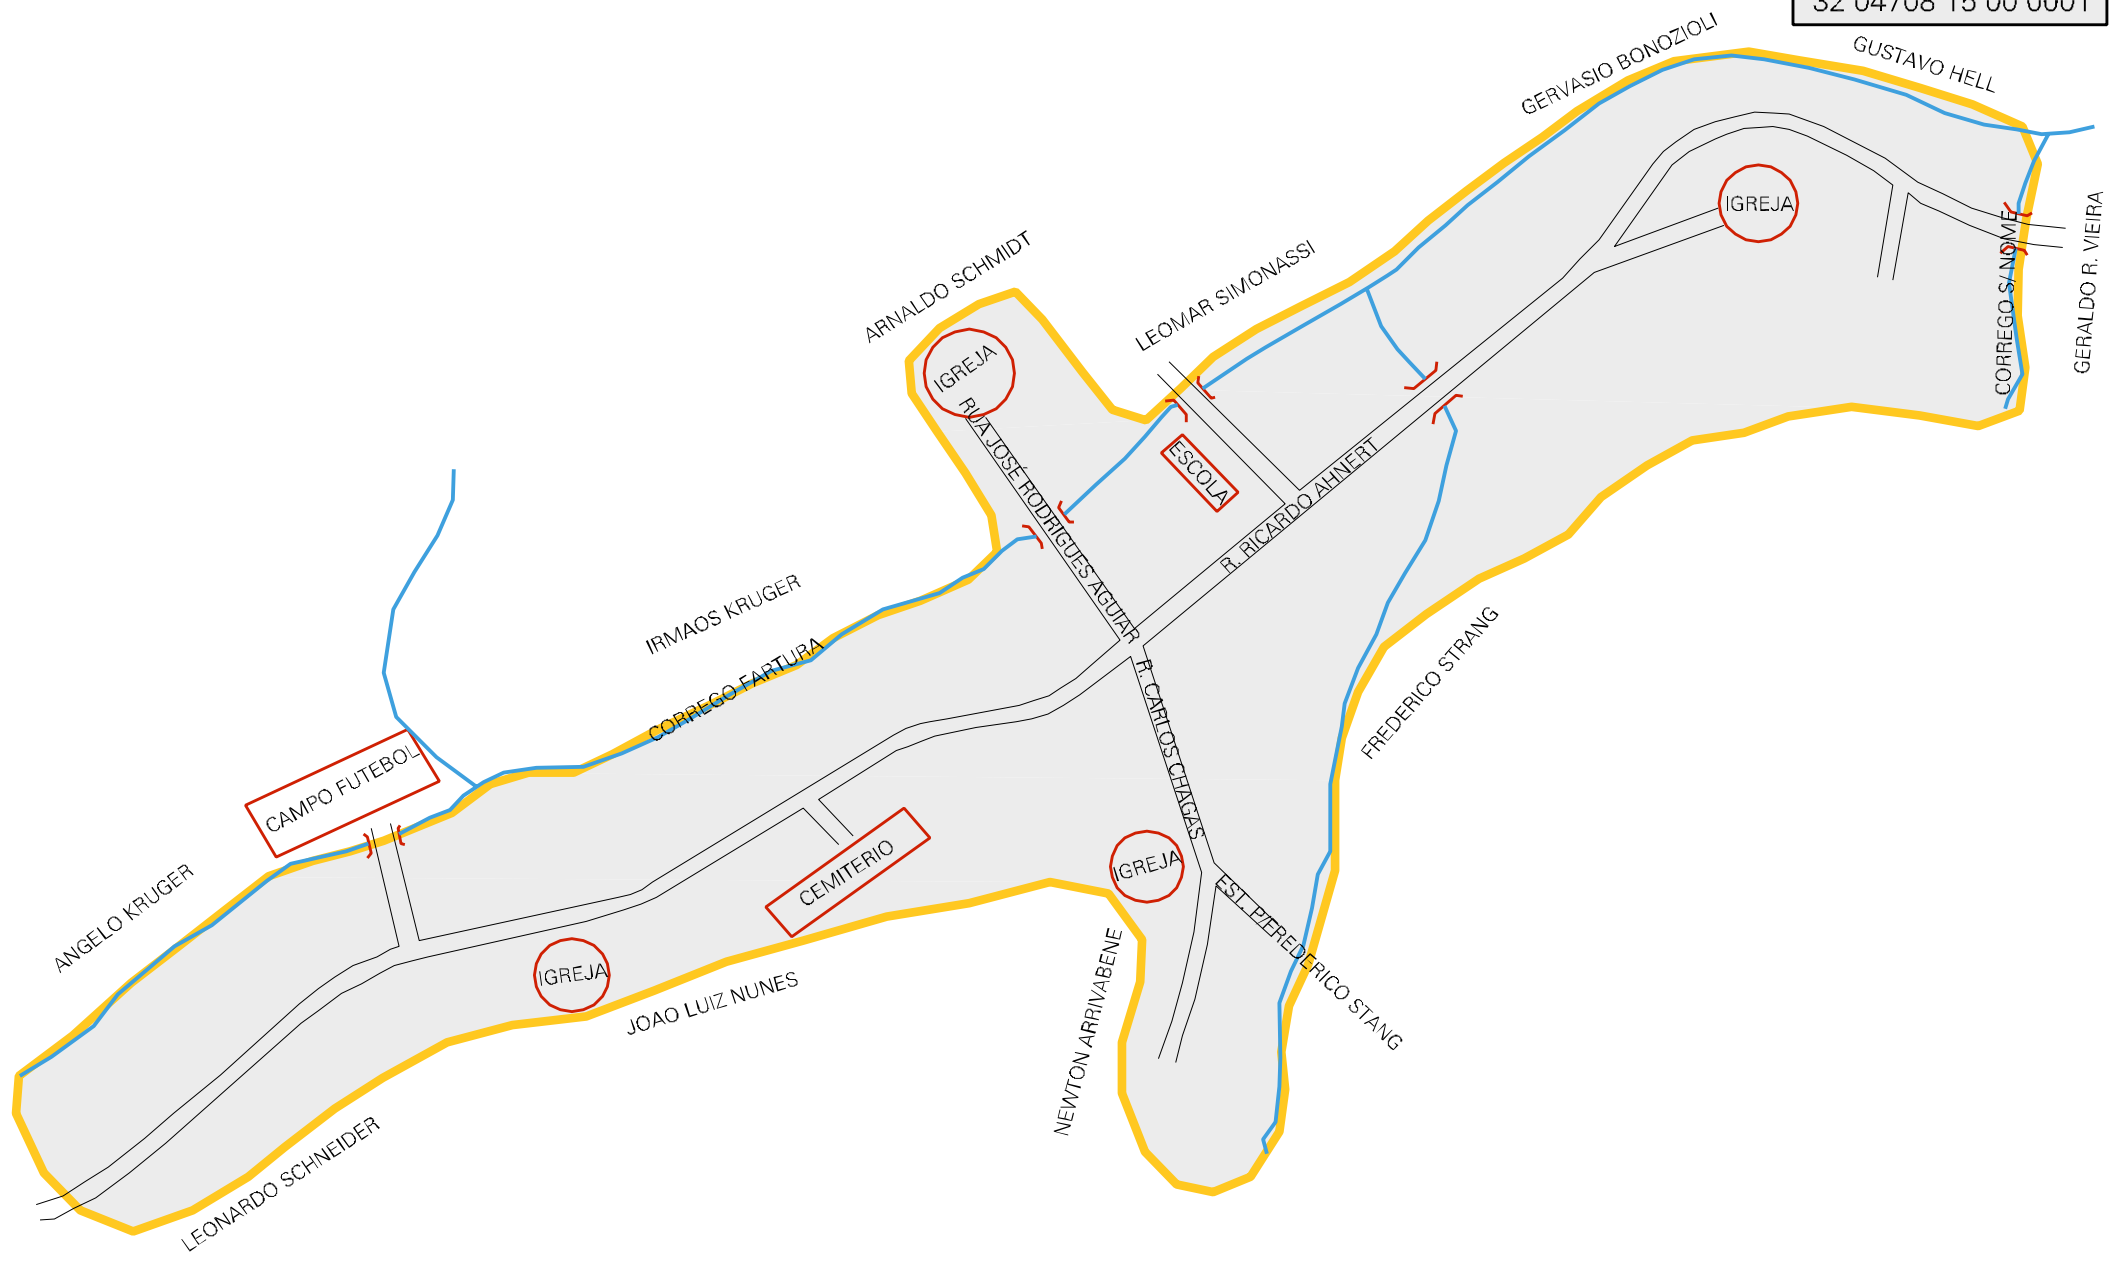 32 04708 15 00 0001
GUSTAVO HELL
GERVASIO BONOZIOLI
IGREJA
CORREGO S/ NOME
GERALDO R. VIEIRA
ARNALDO SCHMIDT
LEOMAR SIMONASSI
IGREJA
RUA JOSÉ RODRIGUES AGUIAR
ESCOLA
R. RICARDO AHNERT
IRMAOS KRUGER
CORREGO FARTURA
R. CARLOS CHAGAS
FREDERICO STRANG
CAMPO FUTEBOL
CEMITERIO
IGREJA
EST. P/FREDERICO STANG
ANGELO KRUGER
IGREJA
JOAO LUIZ NUNES
NEWTON ARRIVABENE
LEONARDO SCHNEIDER